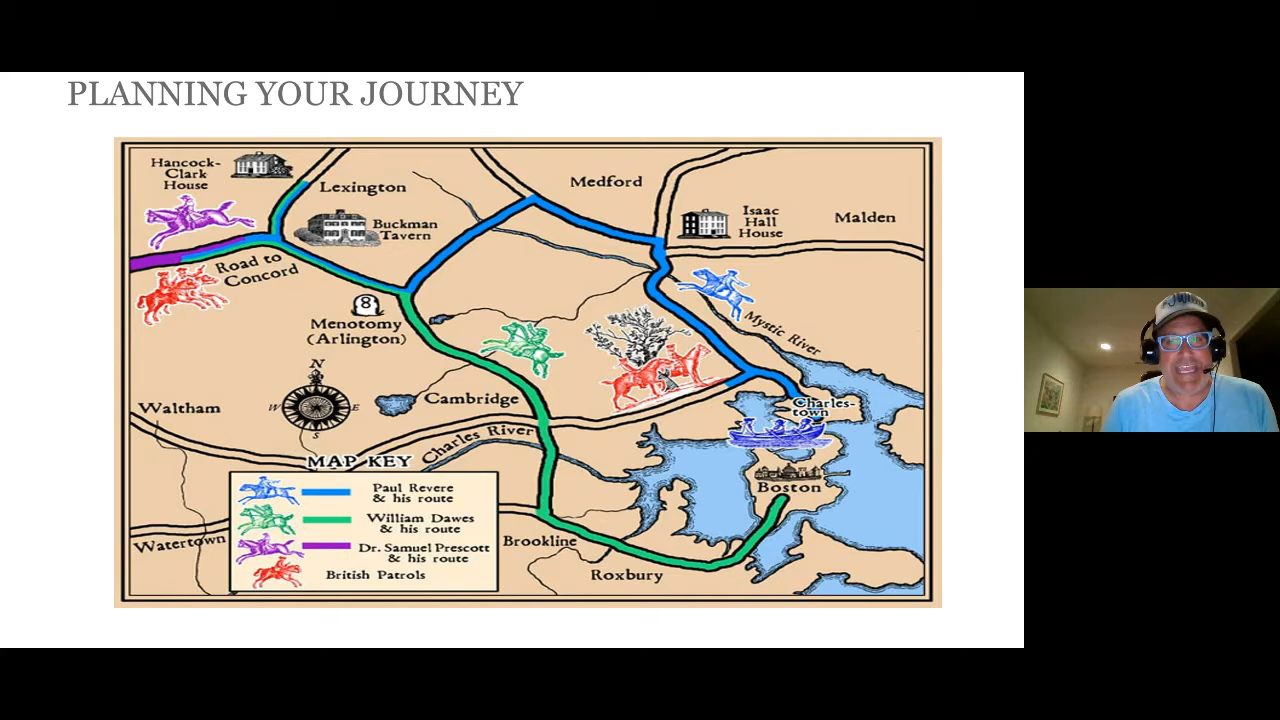 PLANNING YOUR JOURNEY
Hancock-
Clark
House
Lexington
Medford
Isaac
Hall
House
Malden
Buckman
Tavern
Road to
Concord
8
Menotomy
(Arlington)
Mystic River
N
W
E
S
Waltham
Cambridge
Charles-
town
Charles River
Boston
MAP KEY
Paul Revere
& his route
William Dawes
& his route
Dr. Samuel Prescott
& his route
British Patrols
Watertown
Brookline
Roxbury